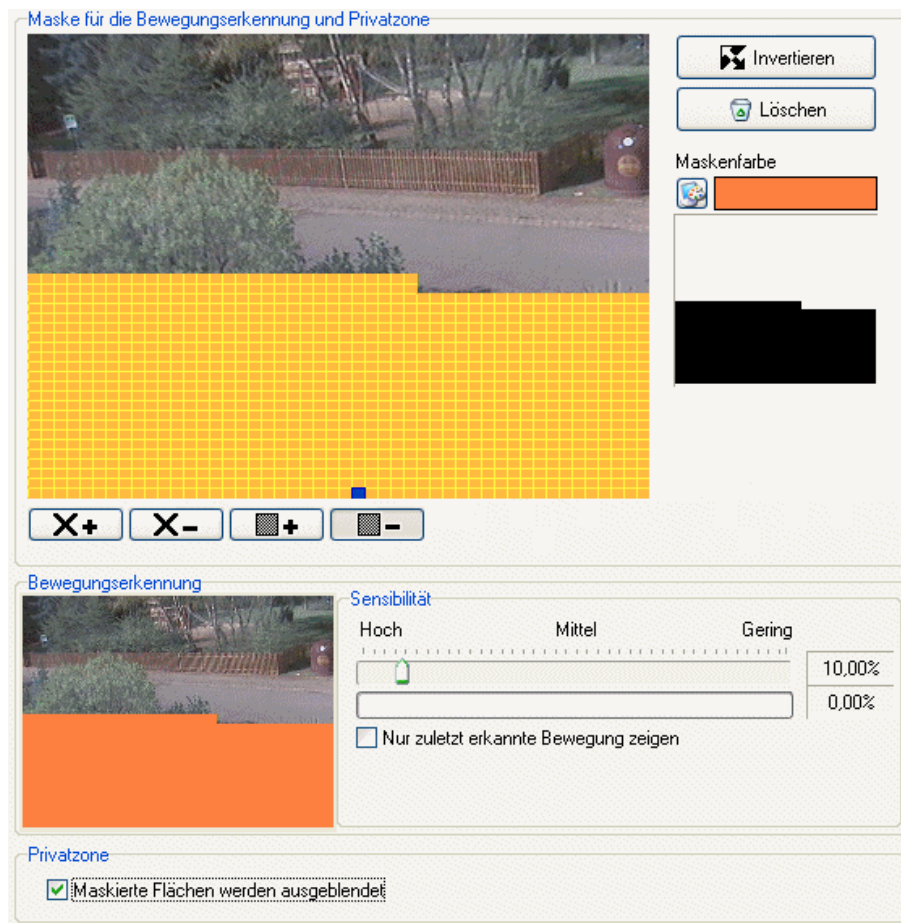 Maske für die Bewegungserkennung und Privatzone
Invertieren
Löschen
Maskenfarbe
X+
X-
+
-
Bewegungserkennung
Sensibilität
Hoch Mittel Gering
10,00%
0,00%
Nur zuletzt erkannte Bewegung zeigen
Privatzone
Maskierte Flächen werden ausgeblendet